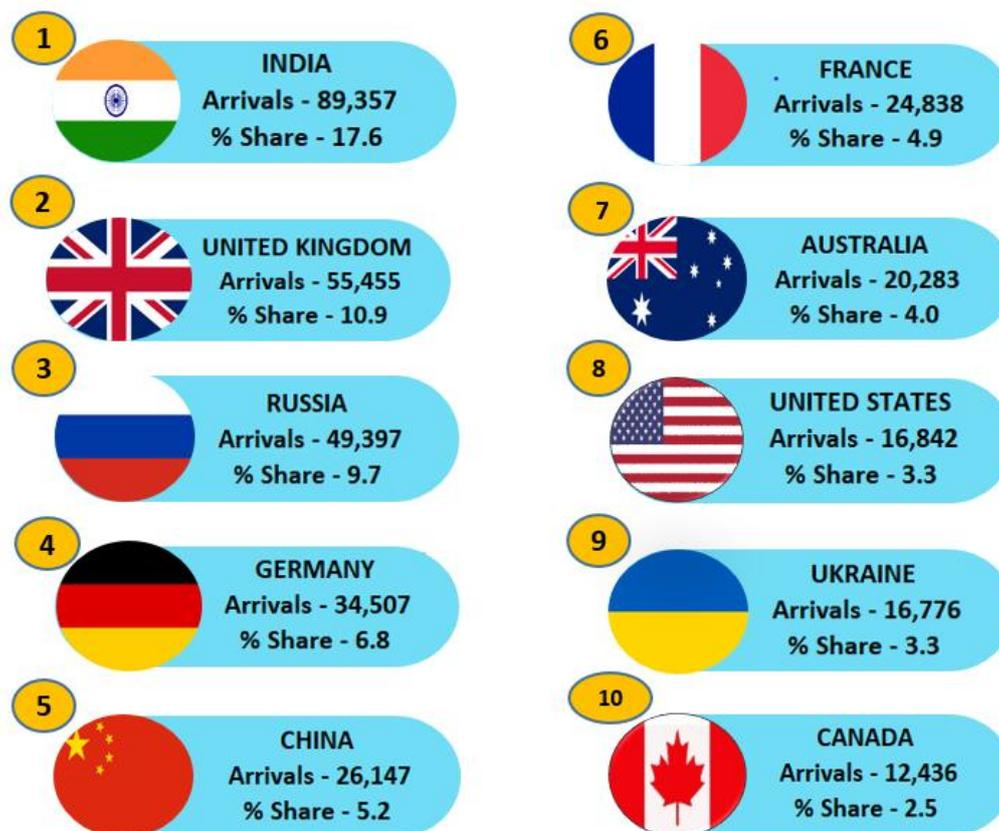 1
INDIA
Arrivals - 89,357
% Share - 17.6
2
UNITED KINGDOM
Arrivals - 55,455
% Share - 10.9
3
RUSSIA
Arrivals - 49,397
% Share - 9.7
4
GERMANY
Arrivals - 34,507
% Share - 6.8
5
CHINA
Arrivals - 26,147
% Share - 5.2
6
FRANCE
Arrivals - 24,838
% Share - 4.9
7
AUSTRALIA
Arrivals - 20,283
% Share - 4.0
8
UNITED STATES
Arrivals - 16,842
% Share - 3.3
9
UKRAINE
Arrivals - 16,776
% Share - 3.3
10
CANADA
Arrivals - 12,436
% Share - 2.5